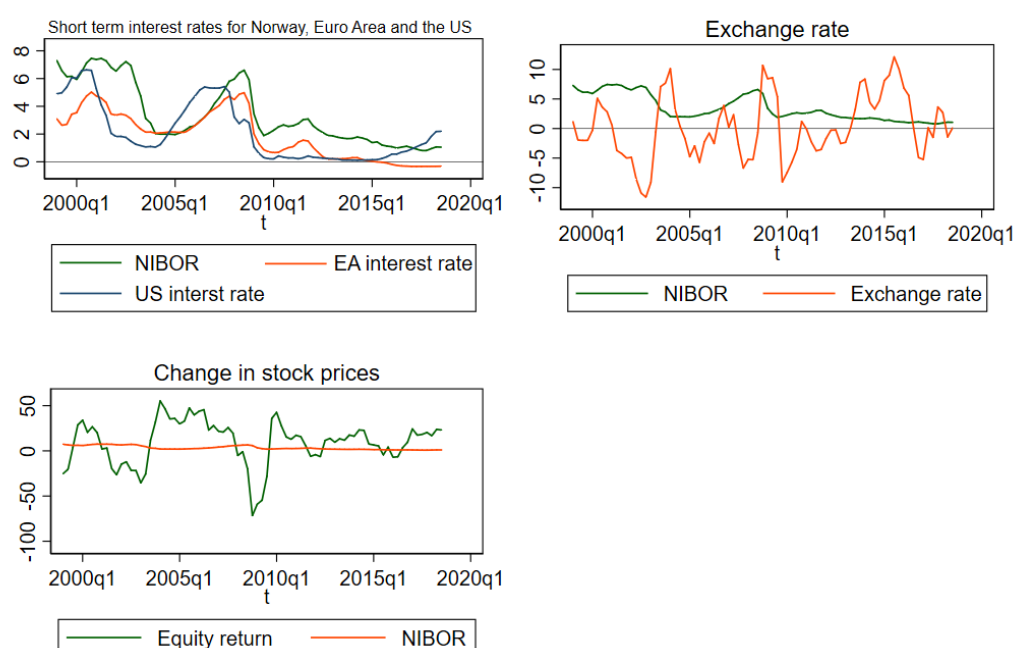 Short term interest rates for Norway, Euro Area and the US
8
6
4
2
0
2000q1 2005q1 2010q1 2015q1 2020q1
t
NIBOR EA interest rate
US interst rate
Exchange rate
10
5
0
-5
-10
2000q1 2005q1 2010q1 2015q1 2020q1
t
NIBOR Exchange rate
Change in stock prices
50
0
-50
-100
2000q1 2005q1 2010q1 2015q1 2020q1
t
Equity return NIBOR